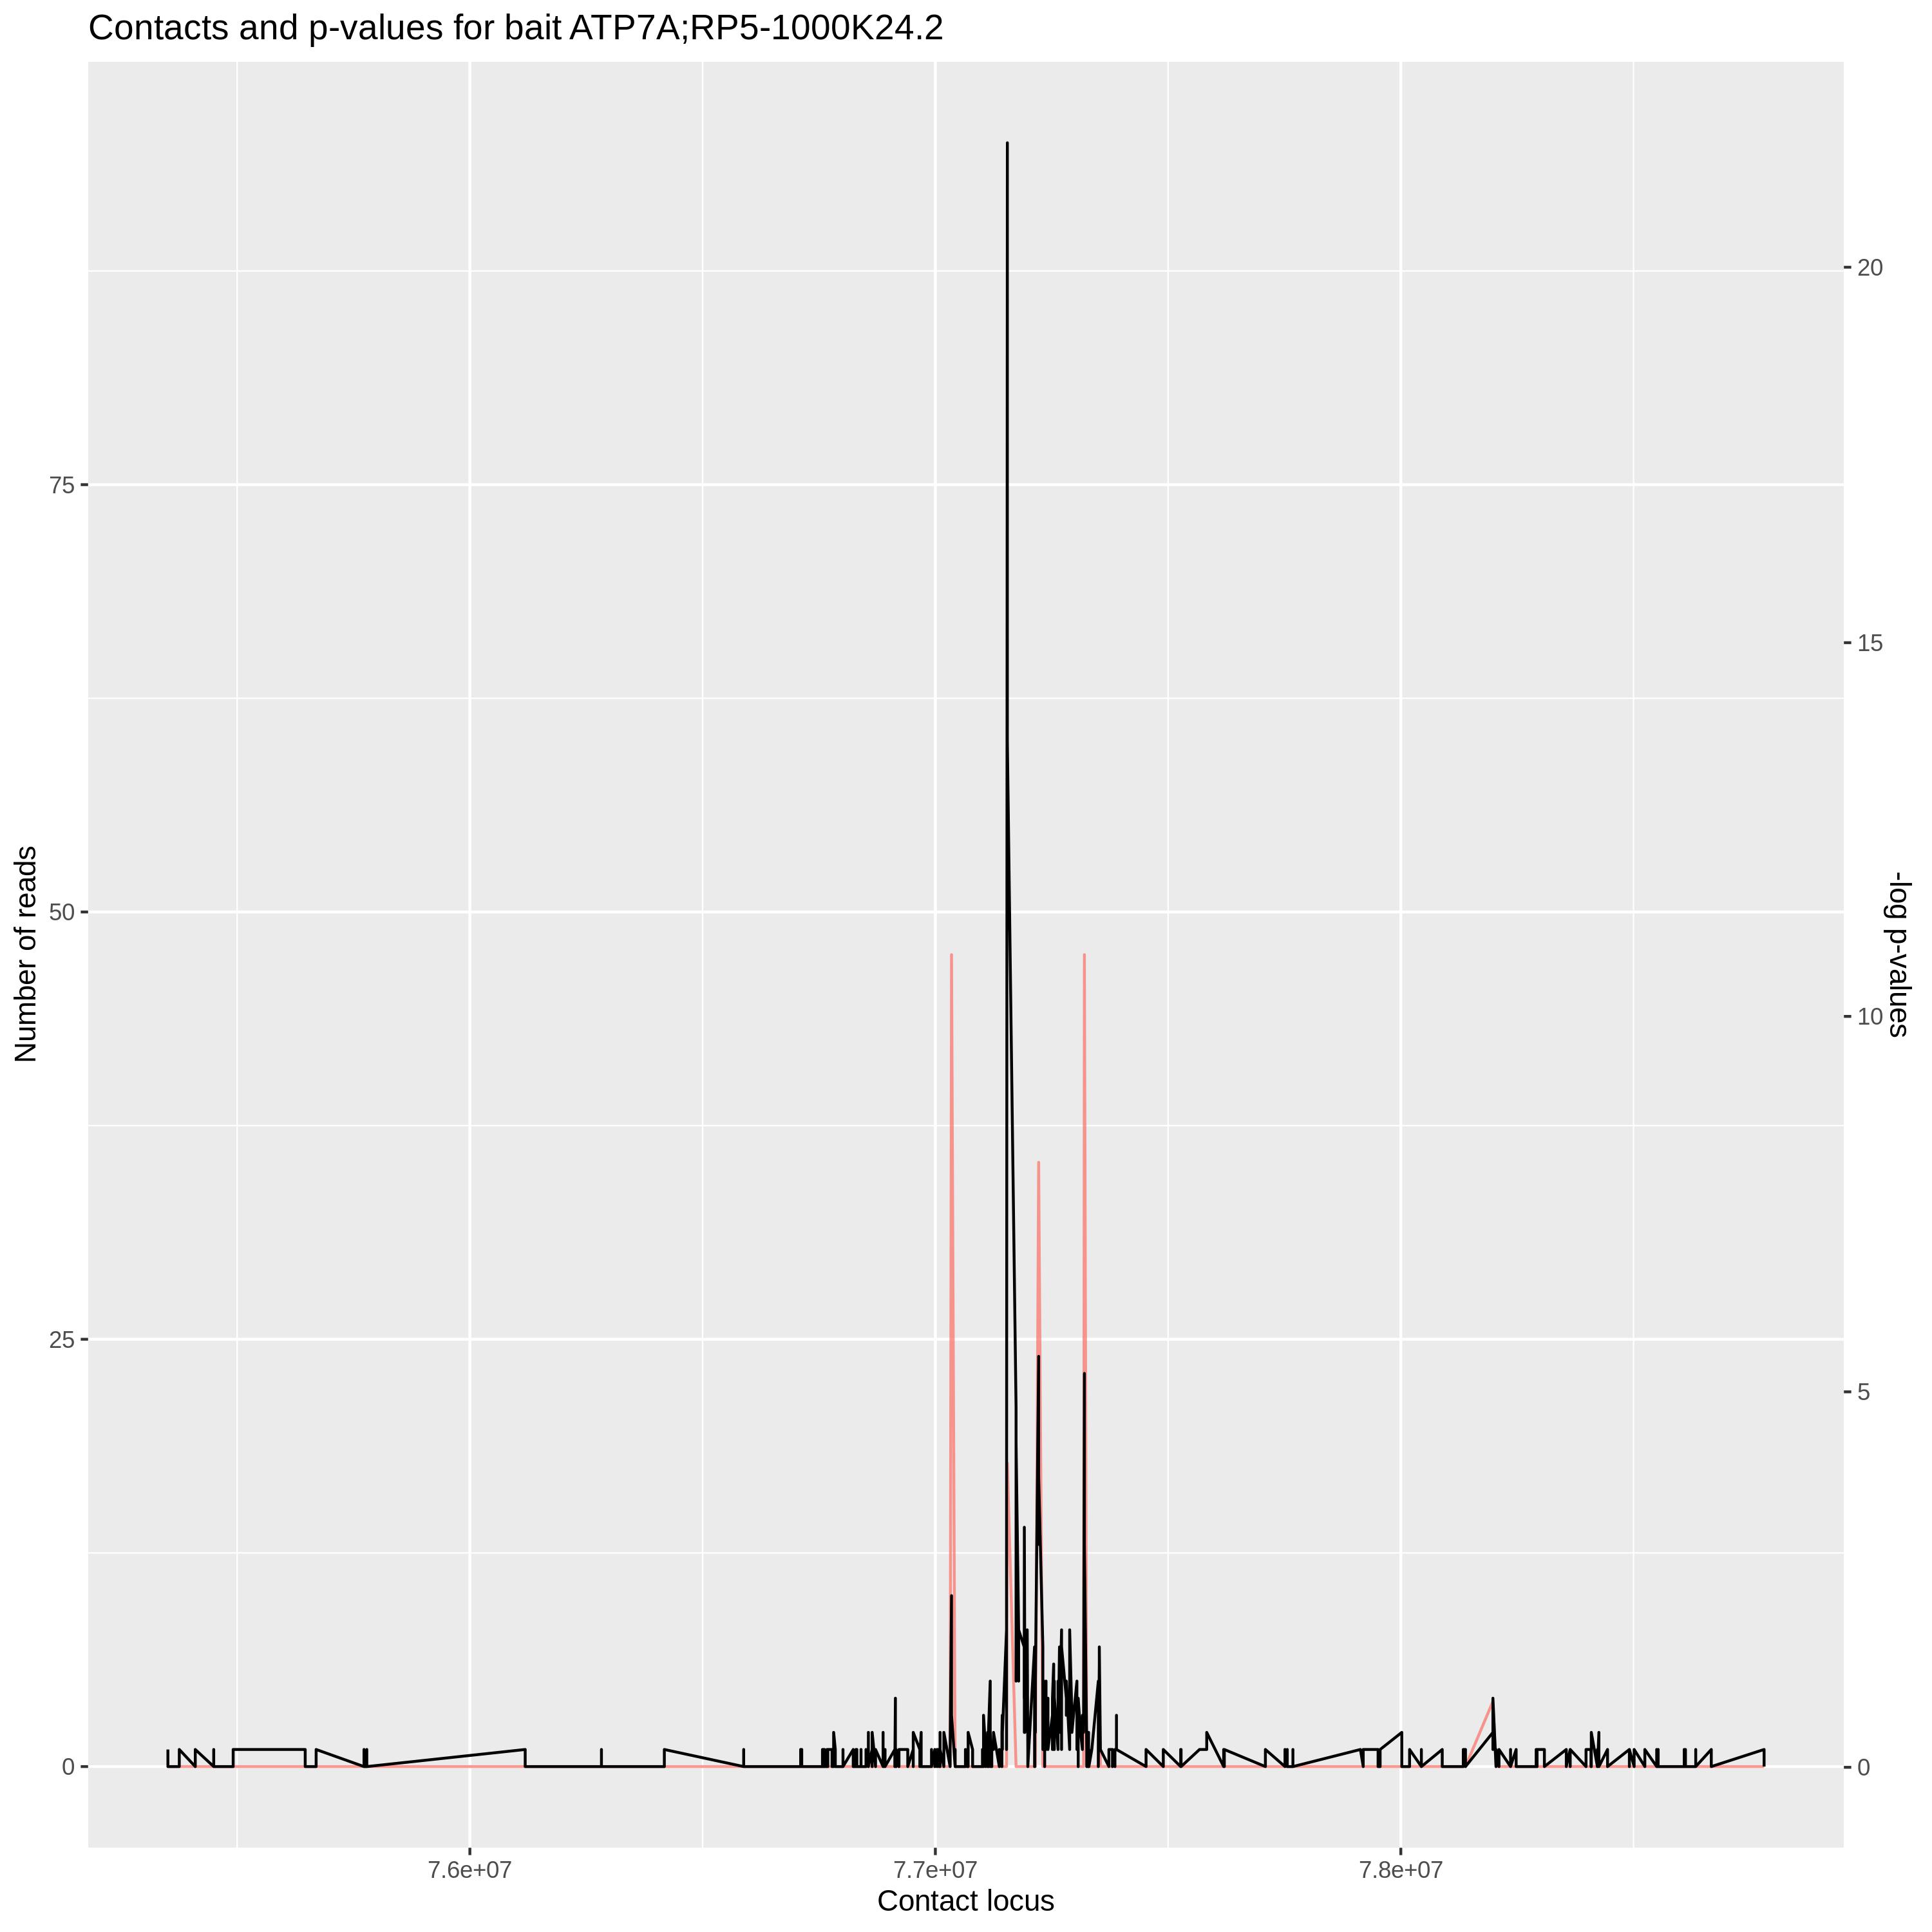 Contacts and p-values for bait ATP7A;RP5-1000K24.2
Number of reads
75
50
25
0
20
15
10
5
0
-log p-values
7.6e+07
7.7e+07
7.8e+07
Contact locus